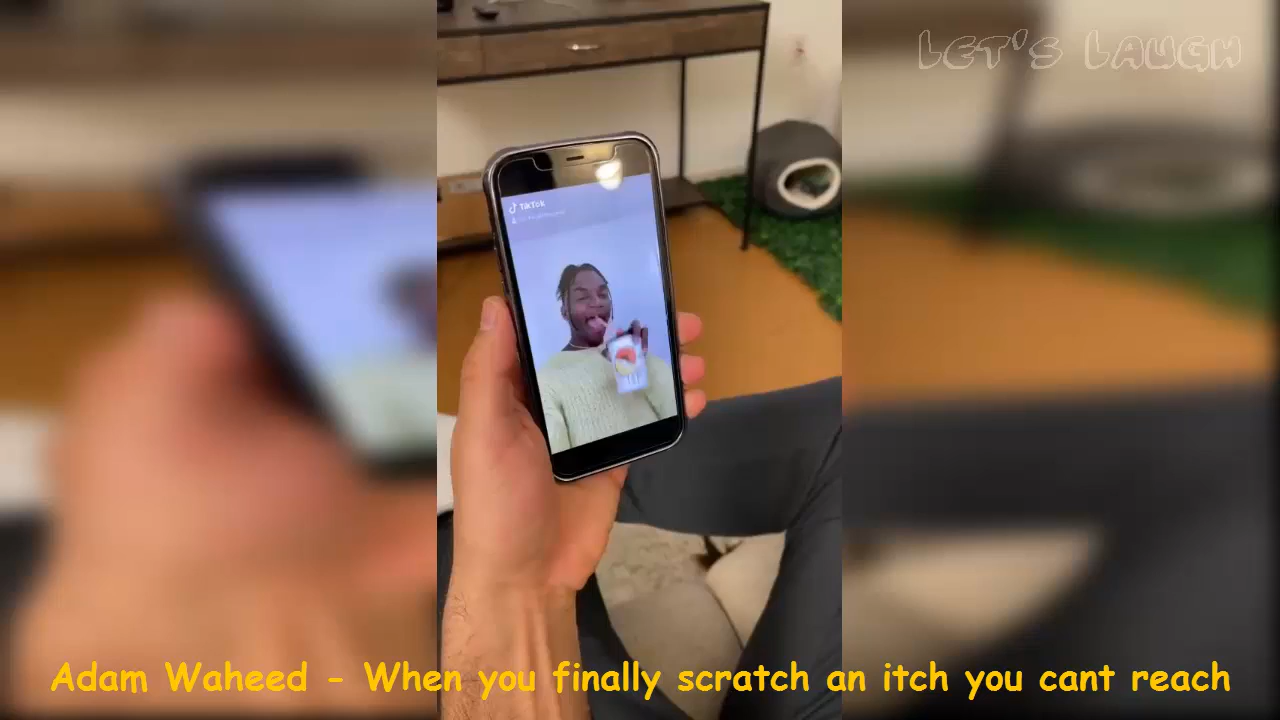 LET'S LAUGH
TikTok
Adam Waheed - When you finally scratch an itch you cant reach